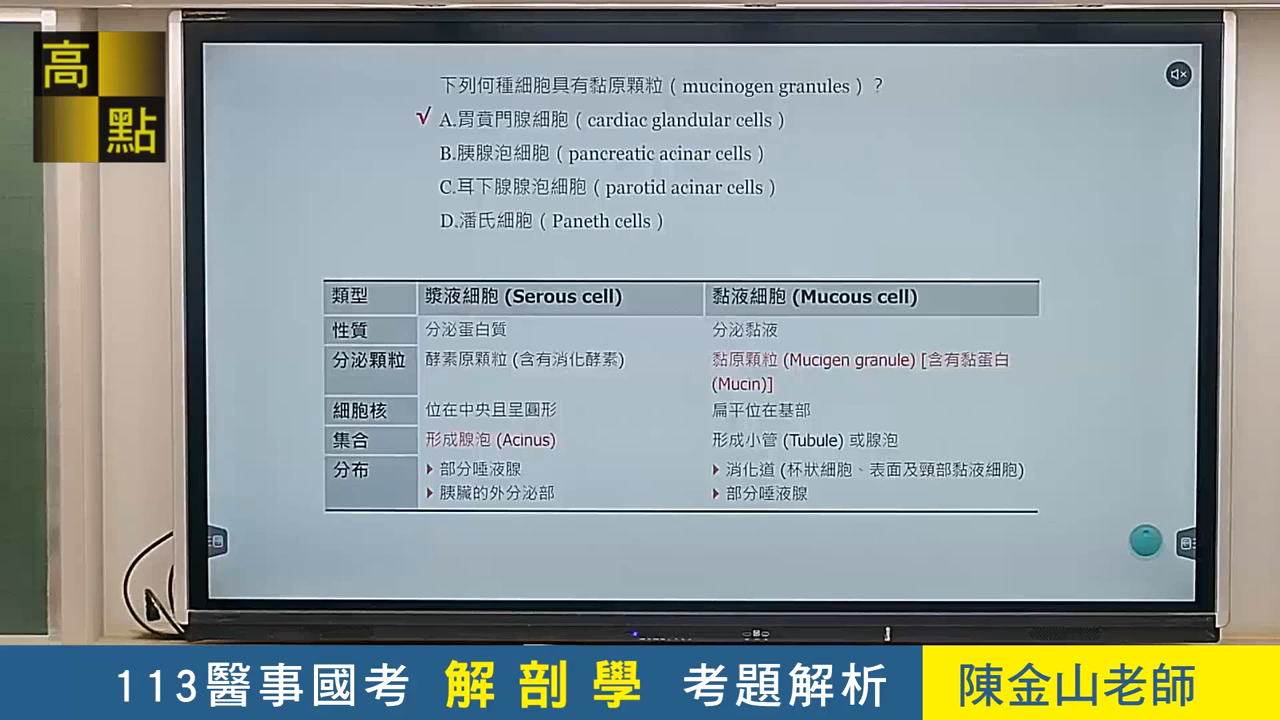 高
點
下列何種細胞具有黏原顆粒（mucinogen granules）？
√ A.胃賁門腺細胞（cardiac glandular cells）
B.胰腺泡細胞（pancreatic acinar cells）
C.耳下腺腺泡細胞（parotid acinar cells）
D.潘氏細胞（Paneth cells）
類型 漿液細胞 (Serous cell) 黏液細胞 (Mucous cell)
性質 分泌蛋白質 分泌黏液
分泌顆粒 酵素原顆粒 (含有消化酵素) 黏原顆粒 (Mucigen granule) [含有黏蛋白
(Mucin)]
細胞核 位在中央且呈圓形 扁平位在基部
集合 形成腺泡 (Acinus) 形成小管 (Tubule) 或腺泡
分布 部分唾液腺 消化道 (杯狀細胞、表面及頸部黏液細胞)
胰臟的外分泌部 部分唾液腺
113醫事國考 解剖學 考題解析 陳金山老師